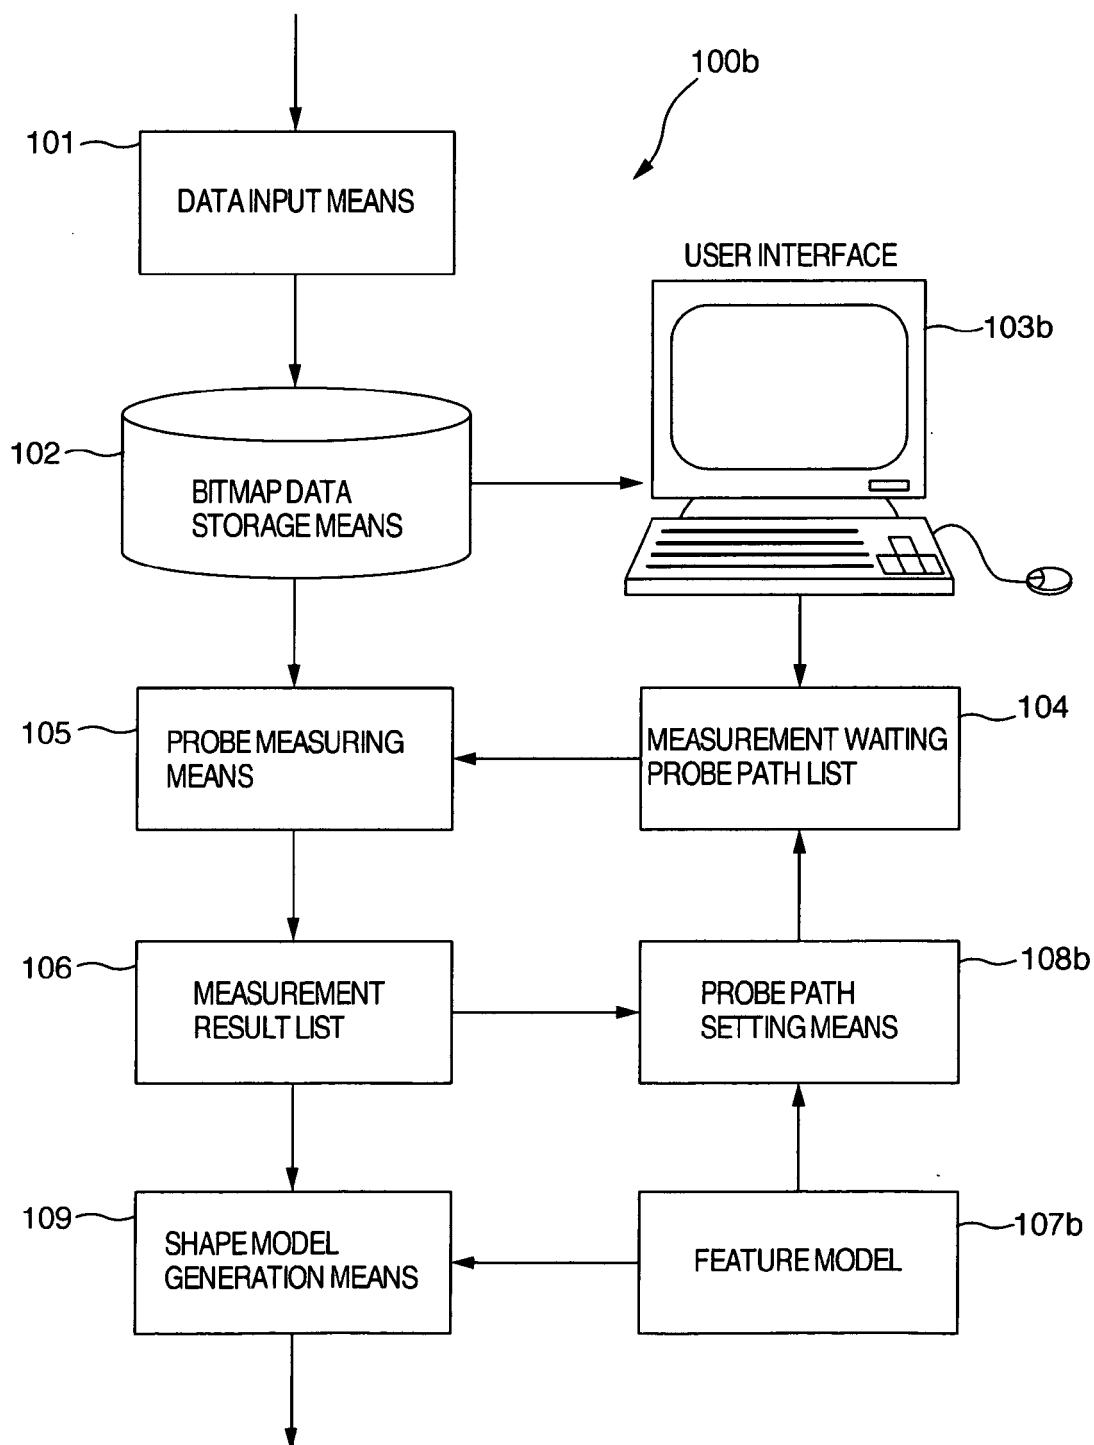 100b
101
DATA INPUT MEANS
USER INTERFACE
103b
102
BITMAP DATA
STORAGE MEANS
105
PROBE MEASURING
MEANS
104
MEASUREMENT WAITING
PROBE PATH LIST
106
MEASUREMENT
RESULT LIST
108b
PROBE PATH
SETTING MEANS
109
SHAPE MODEL
GENERATION MEANS
107b
FEATURE MODEL